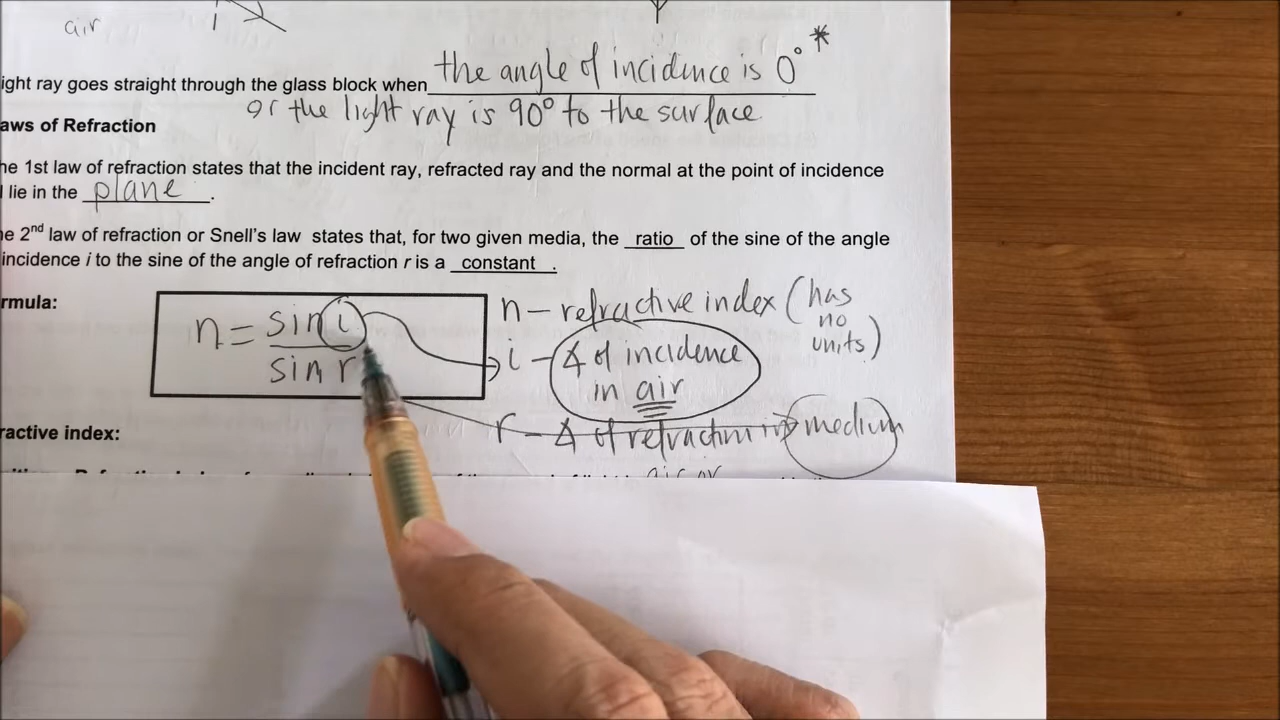 air
i
ight ray goes straight through the glass block when the angle of incidence is 0° *
or the light ray is 90° to the surface.
aws of Refraction
he 1st law of refraction states that the incident ray, refracted ray and the normal at the point of incidence
l lie in the plane.
he 2nd law of refraction or Snell's law states that, for two given media, the ratio of the sine of the angle
incidence i to the sine of the angle of refraction r is a constant.
rmula:
n = sin i
sin r
n - refractive index (has no units)
i - ∡ of incidence
in air
r - ∡ of refraction in medium
ractive index:
air or